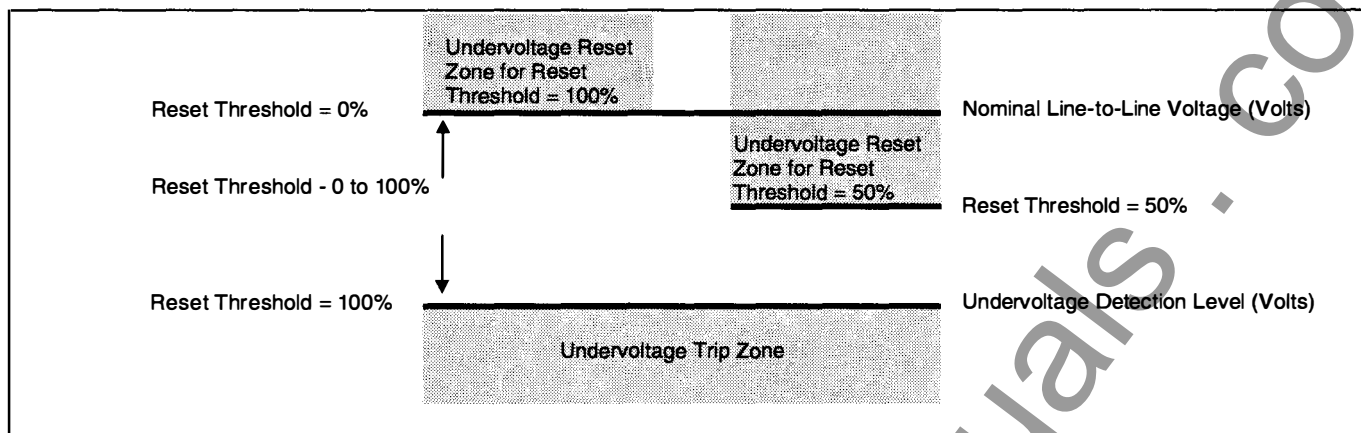 Undervoltage Reset
Zone for Reset
Threshold = 100%
Reset Threshold = 0%
Nominal Line-to-Line Voltage (Volts)
Undervoltage Reset
Zone for Reset
Threshold = 50%
Reset Threshold - 0 to 100%
Reset Threshold = 50%
Reset Threshold = 100%
Undervoltage Detection Level (Volts)
Undervoltage Trip Zone
uals . co